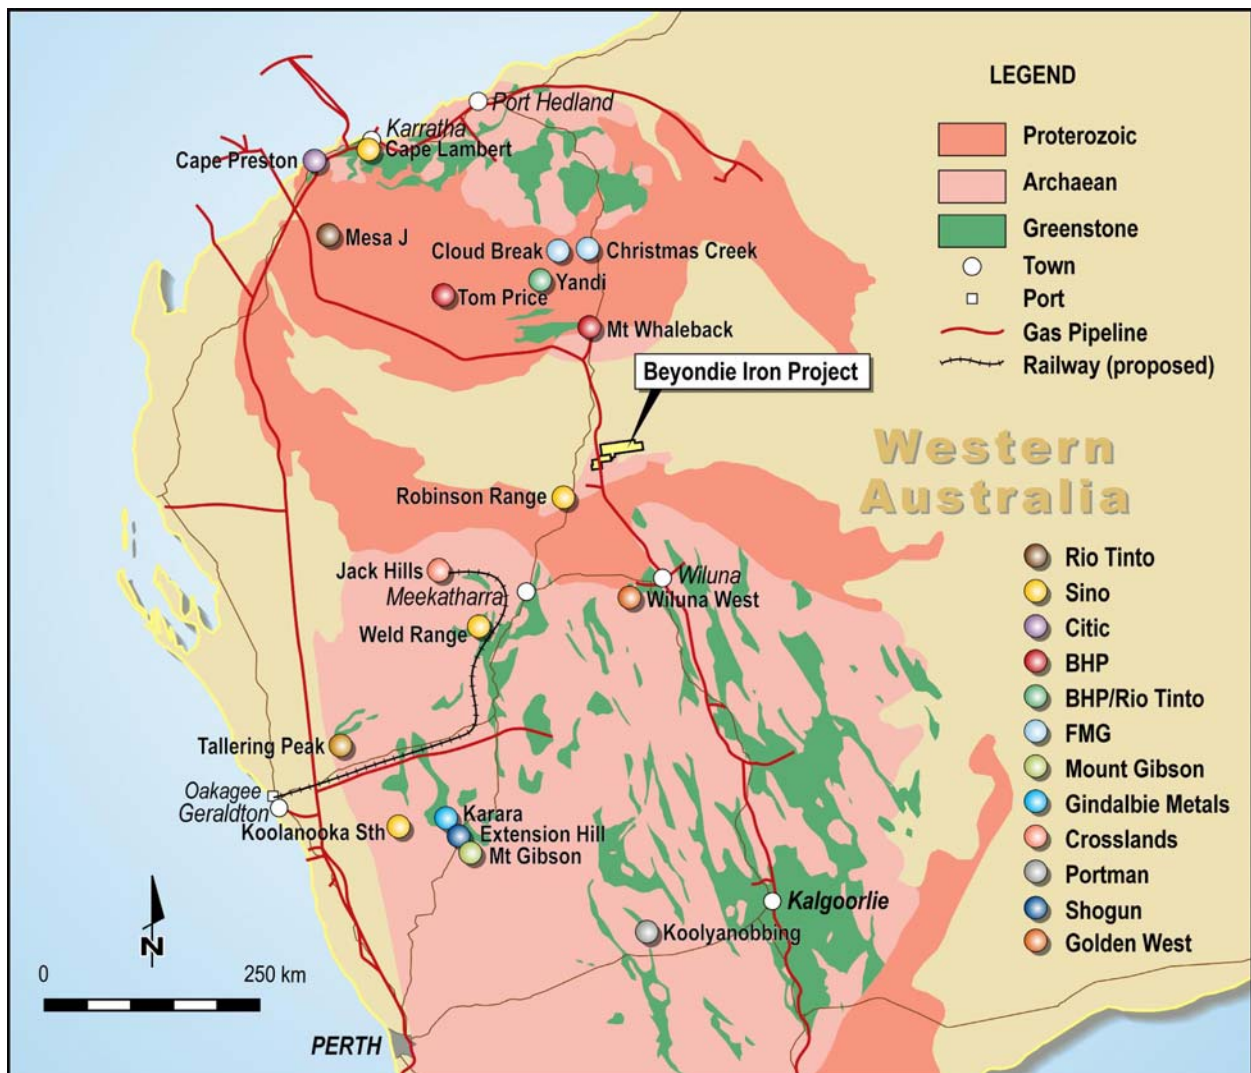 LEGEND
Proterozoic
Archaean
Greenstone
Town
Port
Gas Pipeline
Railway (proposed)
Port Hedland
Karratha
Cape Lambert
Cape Preston
Mesa J
Cloud Break
Christmas Creek
Yandi
Tom Price
Mt Whaleback
Beyondie Iron Project
Western
Australia
Robinson Range
Jack Hills
Meekatharra
Wiluna
Wiluna West
Weld Range
Tallering Peak
Oakagee
Geraldton
Koolanooka Sth
Karara
Extension Hill
Mt Gibson
Kalgoorlie
Koolyanobbing
Rio Tinto
Sino
Citic
BHP
BHP/Rio Tinto
FMG
Mount Gibson
Gindalbie Metals
Crosslands
Portman
Shogun
Golden West
N
0 250 km
PERTH